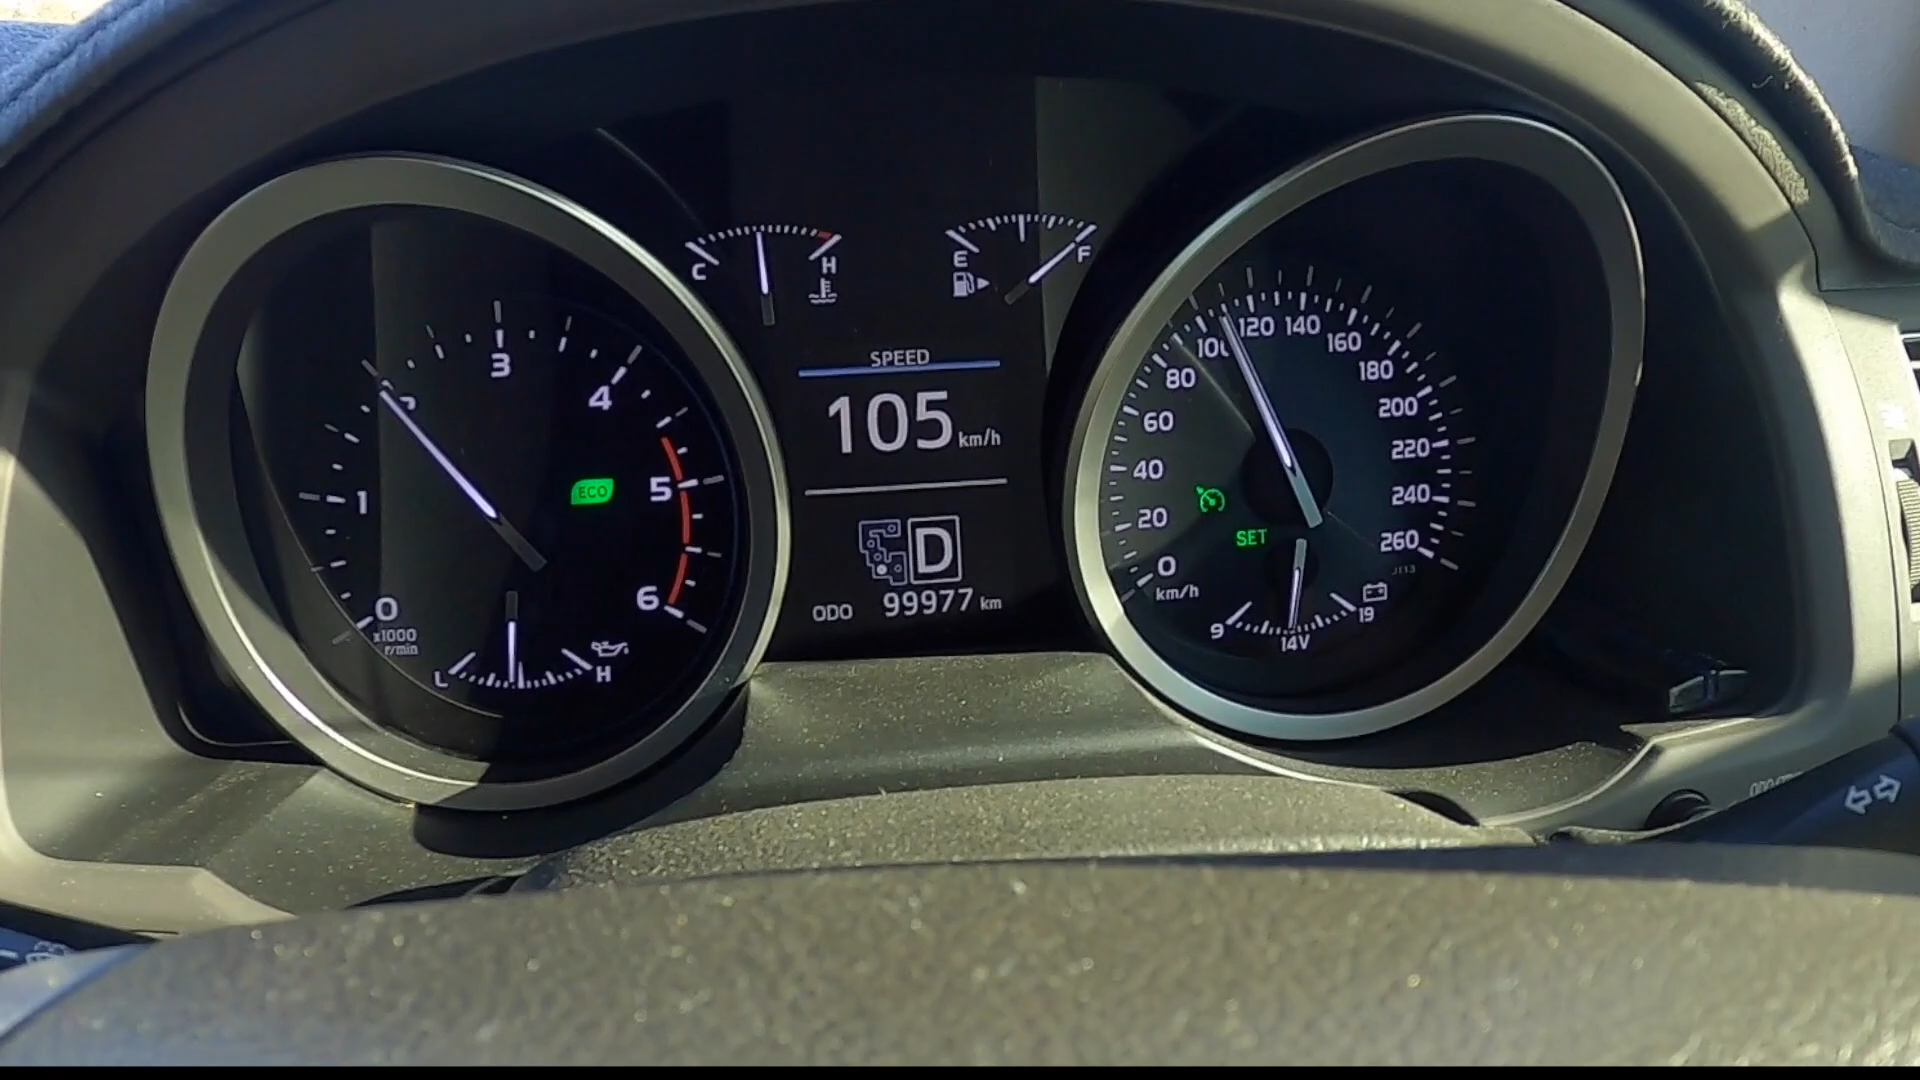 0
1
3
4
5
6
x1000
r/min
ECO
L
H
C
H
E
F
SPEED
105 km/h
D
ODO 99977 km
0
20
40
60
80
120
140
160
180
200
220
240
260
km/h
SET
J113
9
14V
19